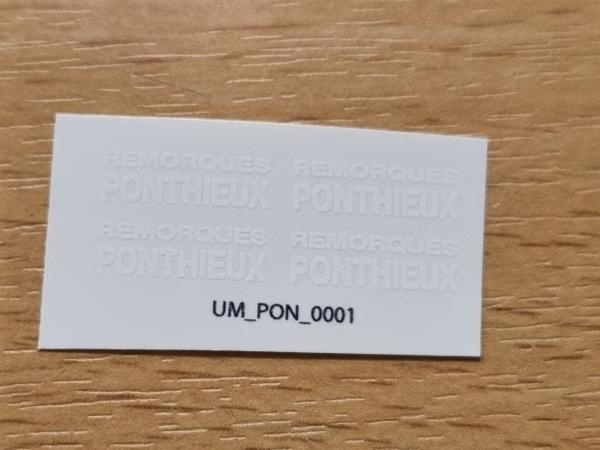 REMORQUES
PONTHIEUX
REMORQUES
PONTHIEUX
REMORQUES
PONTHIEUX
REMORQUES
PONTHIEUX
UM_PON_0001